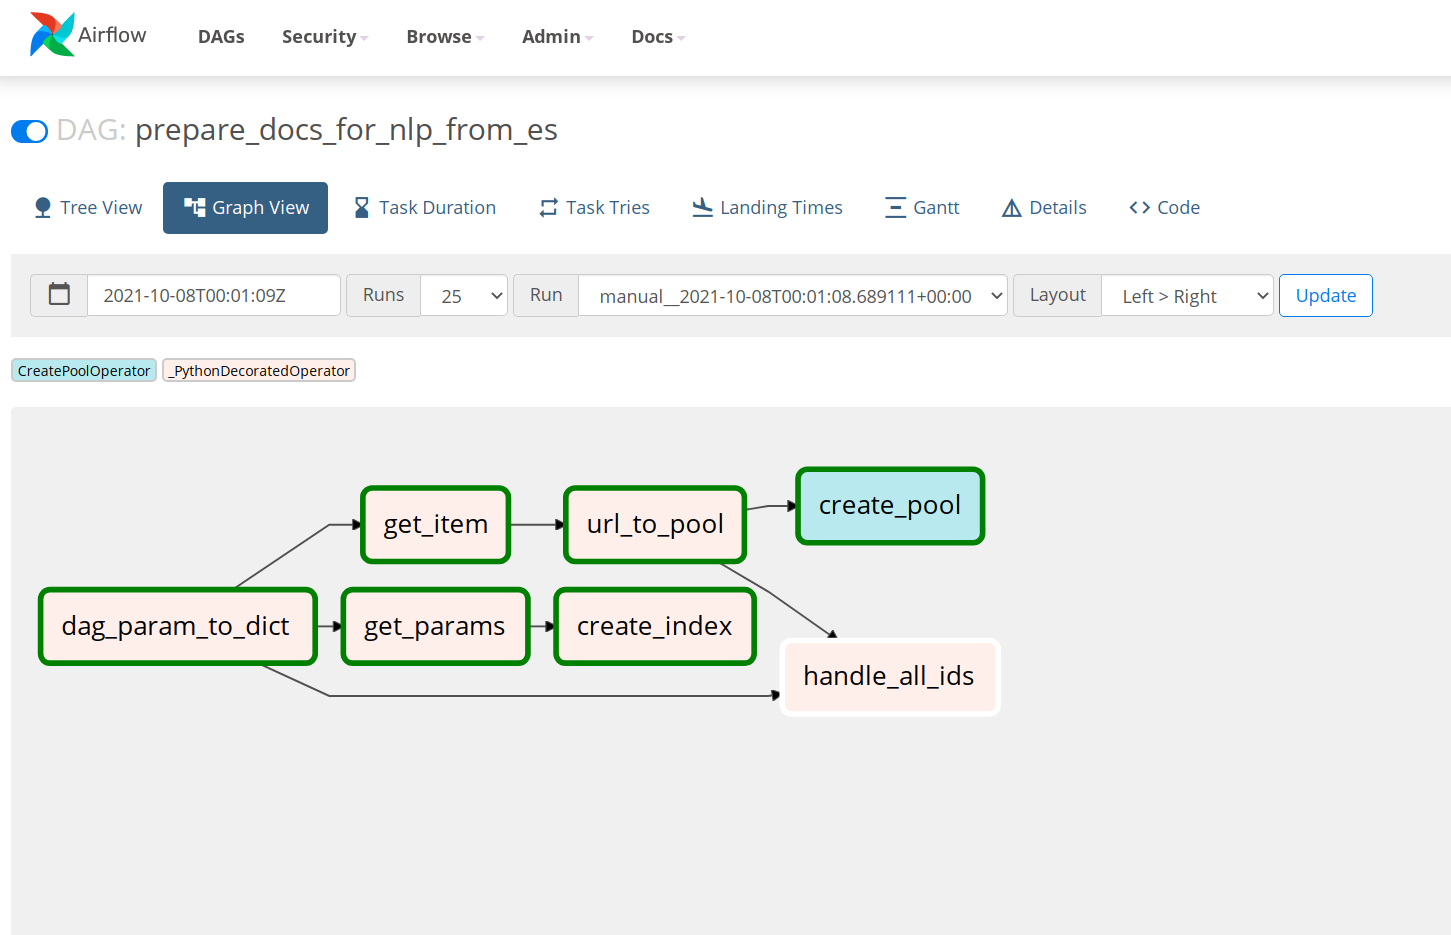 Airflow DAGs Security Browse Admin Docs
DAG: prepare_docs_for_nlp_from_es
Tree View Graph View Task Duration Task Tries Landing Times Gantt Details Code
2021-10-08T00:01:09Z Runs 25 Run manual__2021-10-08T00:01:08.689111+00:00 Layout Left > Right Update
CreatePoolOperator _PythonDecoratedOperator
create_pool
get_item url_to_pool
dag_param_to_dict get_params create_index
handle_all_ids